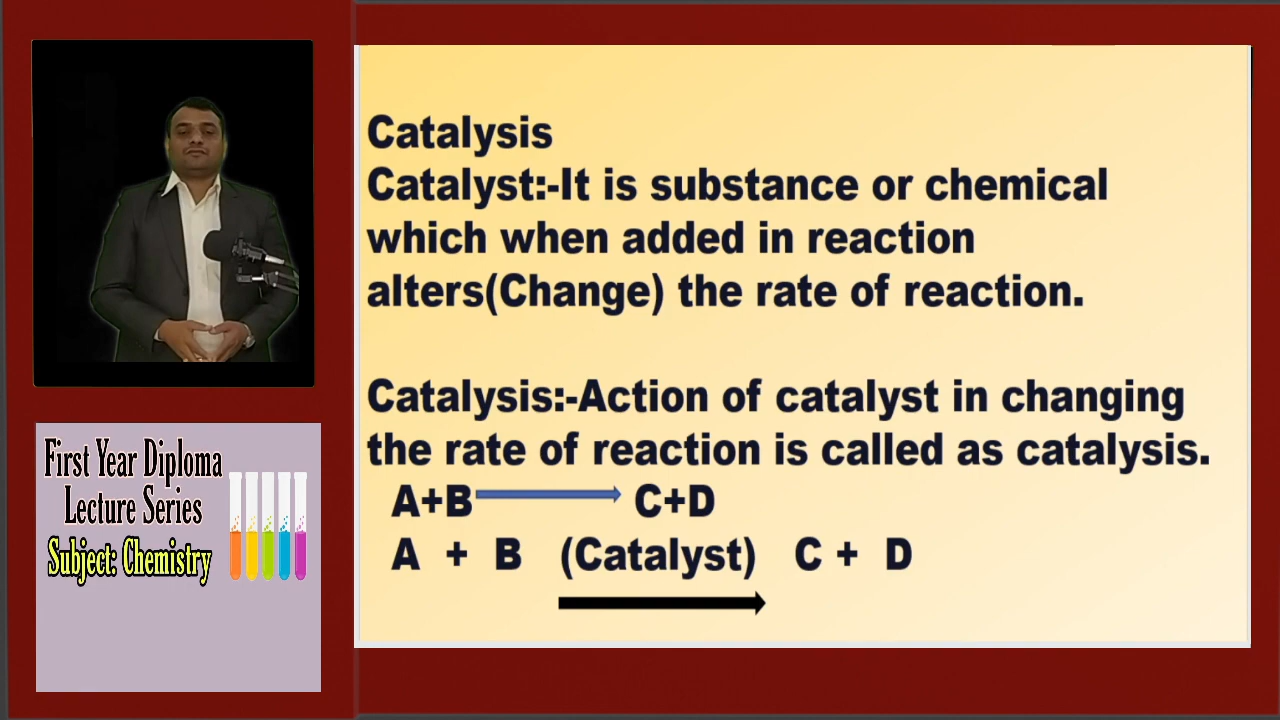 Catalysis
Catalyst:-It is substance or chemical
which when added in reaction
alters(Change) the rate of reaction.
Catalysis:-Action of catalyst in changing
the rate of reaction is called as catalysis.
A+B C+D
A + B (Catalyst) C + D
First Year Diploma
Lecture Series
Subject: Chemistry